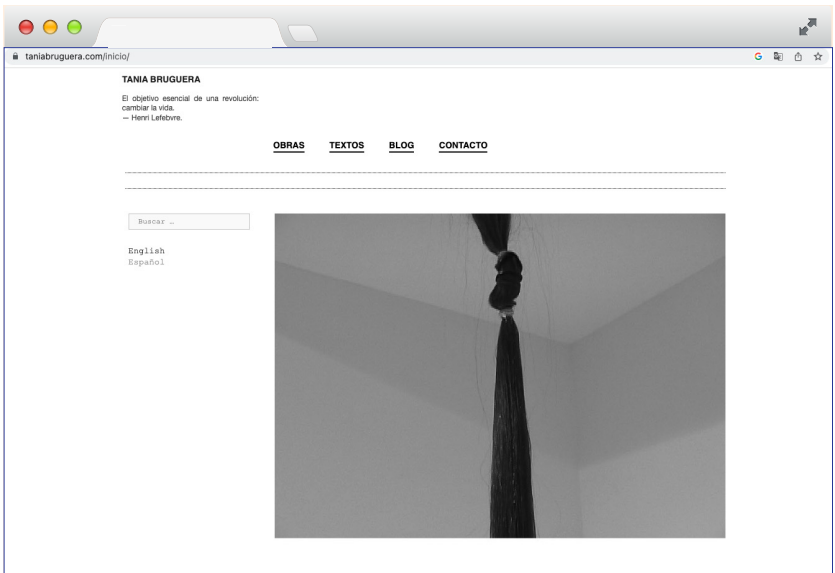 taniabruguera.com/inicio/
TANIA BRUGUERA
El objetivo esencial de una revolución:
cambiar la vida.
— Henri Lefebvre.
OBRAS TEXTOS BLOG CONTACTO
Buscar …
English
Español